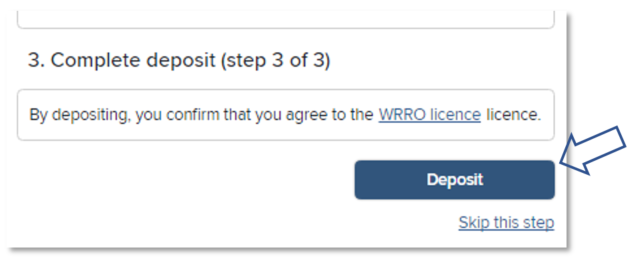 3. Complete deposit (step 3 of 3)
By depositing, you confirm that you agree to the WRRO licence licence.
Deposit
Skip this step